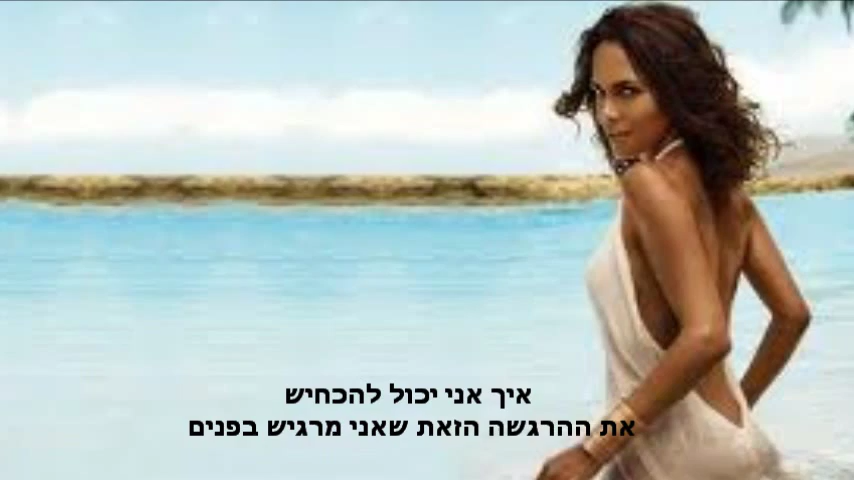 איך אני יכול להכחיש
את ההרגשה הזאת שאני מרגיש בפנים